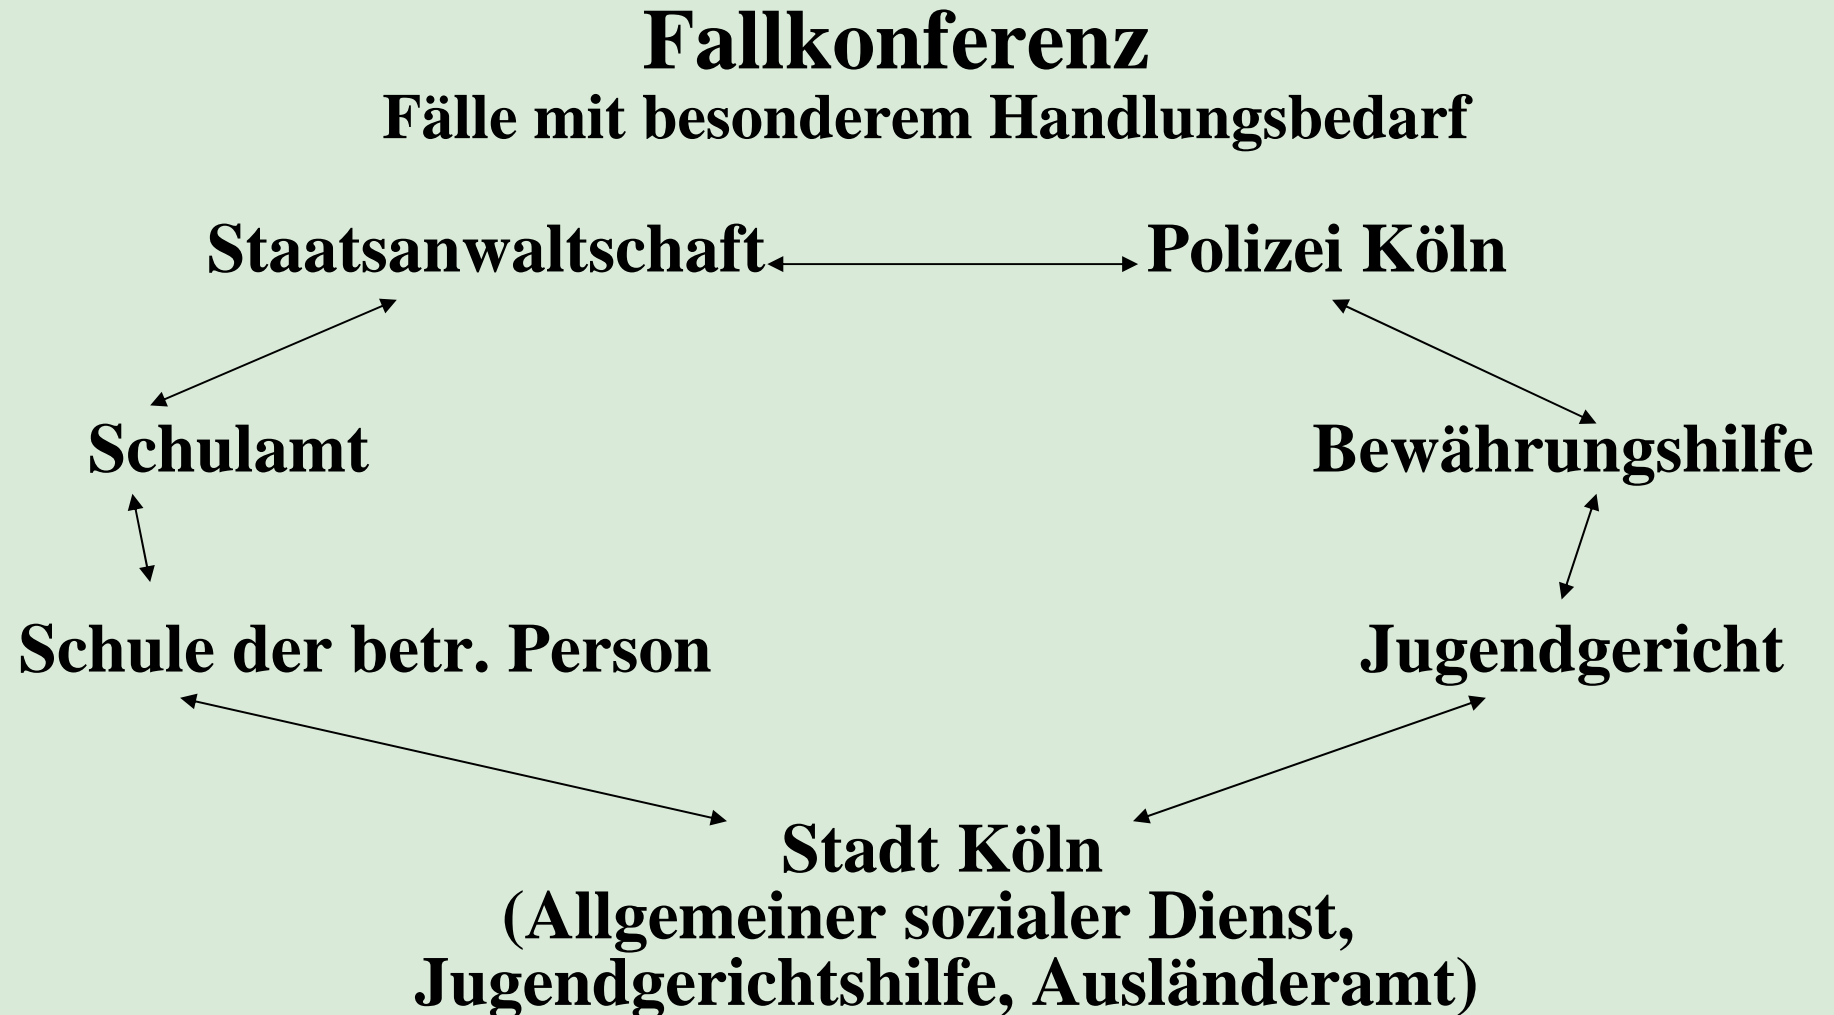 Fallkonferenz
Fälle mit besonderem Handlungsbedarf
Staatsanwaltschaft
Polizei Köln
Schulamt
Bewährungshilfe
Schule der betr. Person
Jugendgericht
Stadt Köln
(Allgemeiner sozialer Dienst,
Jugendgerichtshilfe, Ausländeramt)